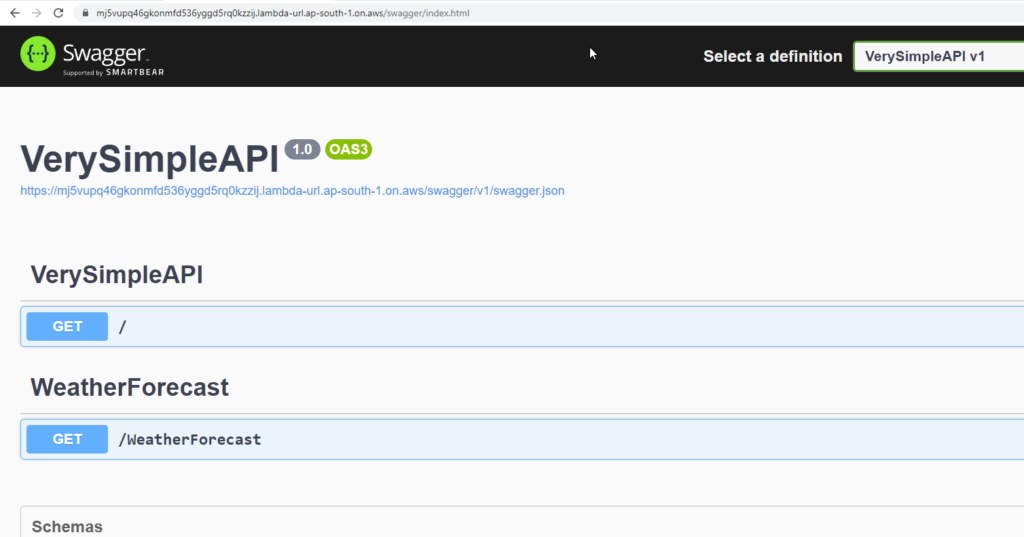 mj5vupq46gkonmfd536yggd5rq0kzzij.lambda-url.ap-south-1.on.aws/swagger/index.html
{···} Swagger™ Select a definition VerySimpleAPI v1
Supported by SMARTBEAR
VerySimpleAPI 1.0 OAS3
https://mj5vupq46gkonmfd536yggd5rq0kzzij.lambda-url.ap-south-1.on.aws/swagger/v1/swagger.json
VerySimpleAPI
GET /
WeatherForecast
GET /WeatherForecast
Schemas